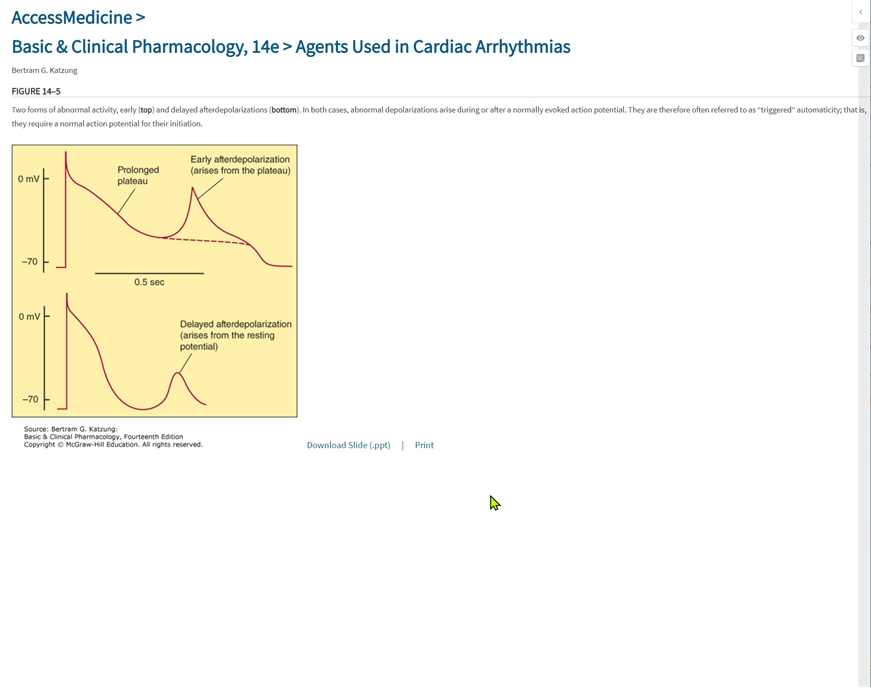 AccessMedicine >
Basic & Clinical Pharmacology, 14e > Agents Used in Cardiac Arrhythmias
Bertram G. Katzung
FIGURE 14–5
Two forms of abnormal activity, early (top) and delayed afterdepolarizations (bottom). In both cases, abnormal depolarizations arise during or after a normally evoked action potential. They are therefore often referred to as “triggered” automaticity; that is,
they require a normal action potential for their initiation.
Early afterdepolarization
(arises from the plateau)
Prolonged
plateau
0 mV
–70
0.5 sec
0 mV
Delayed afterdepolarization
(arises from the resting
potential)
–70
Source: Bertram G. Katzung:
Basic & Clinical Pharmacology, Fourteenth Edition
Copyright © McGraw-Hill Education. All rights reserved.
Download Slide (.ppt) | Print